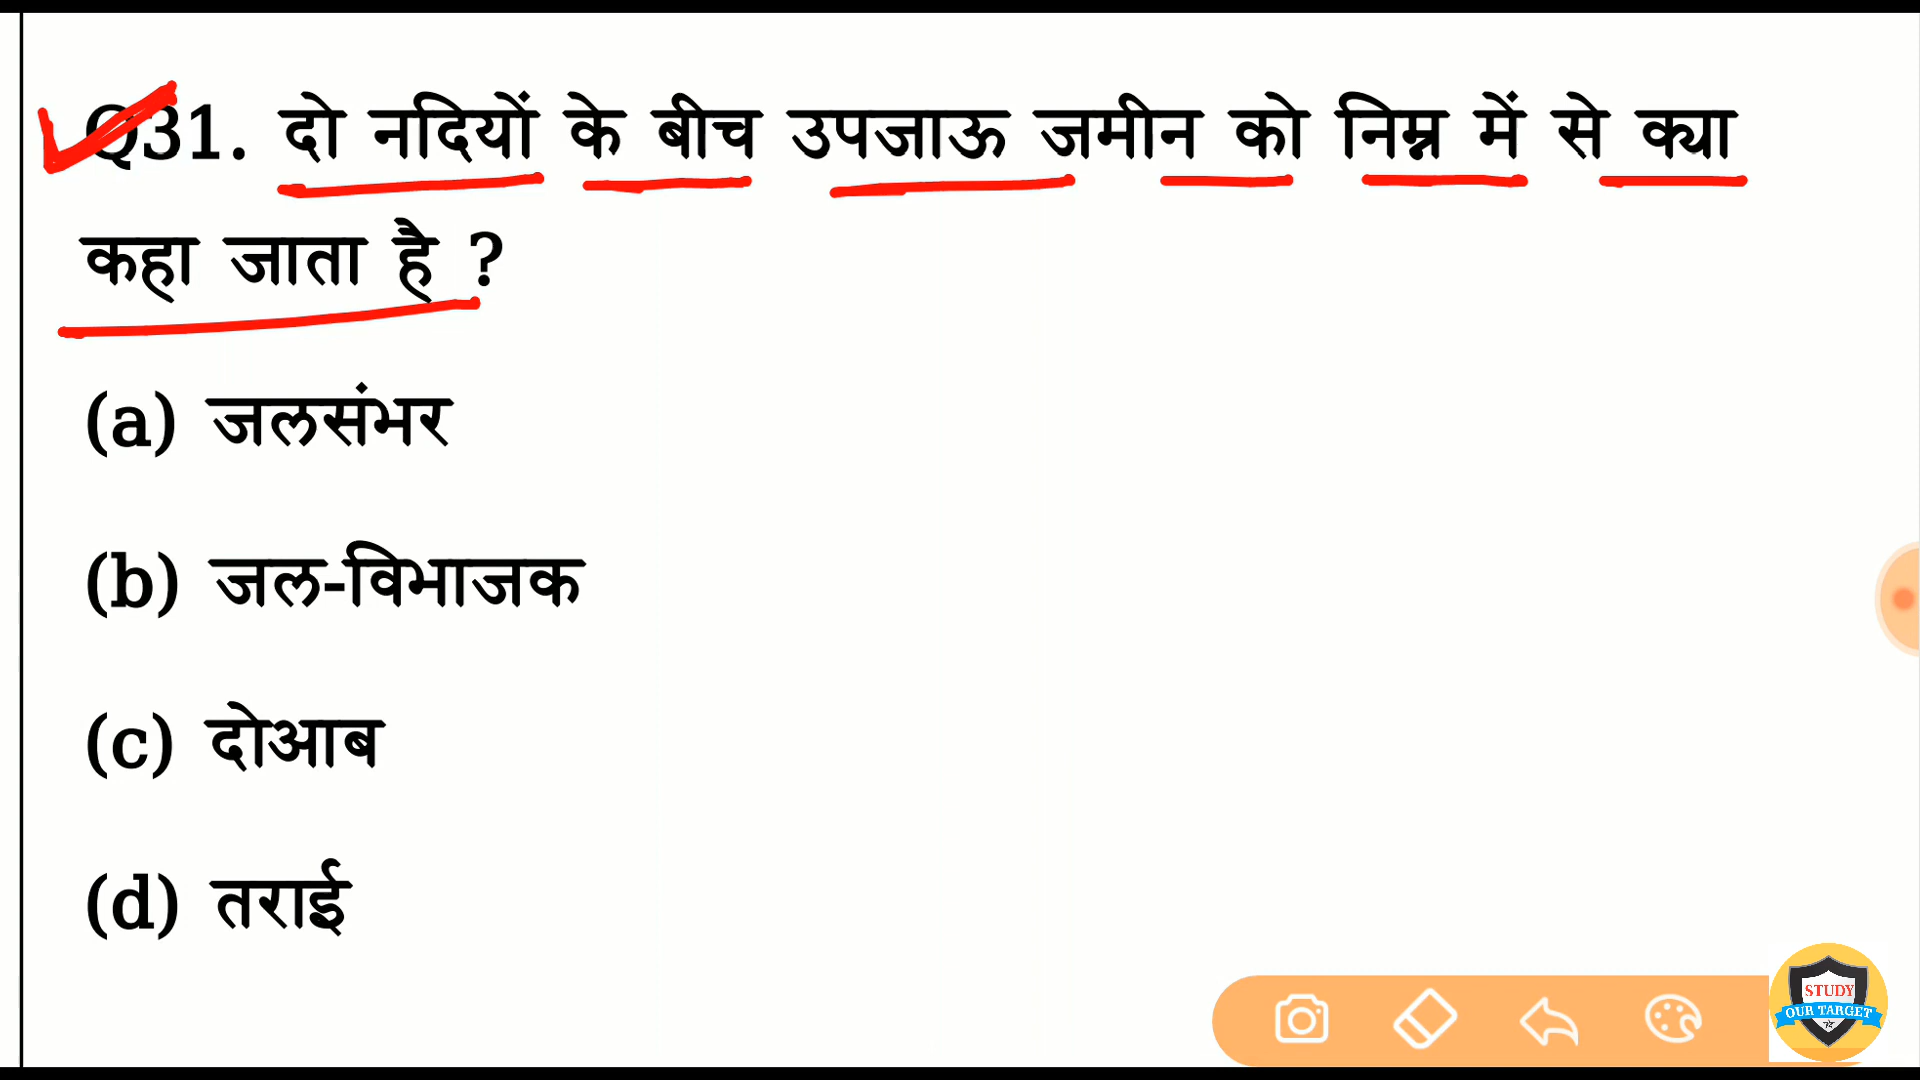 Q31. दो नदियों के बीच उपजाऊ जमीन को निम्न में से क्या
कहा जाता है ?
(a) जलसंभर
(b) जल-विभाजक
(c) दोआब
(d) तराई
STUDY
OUR TARGET